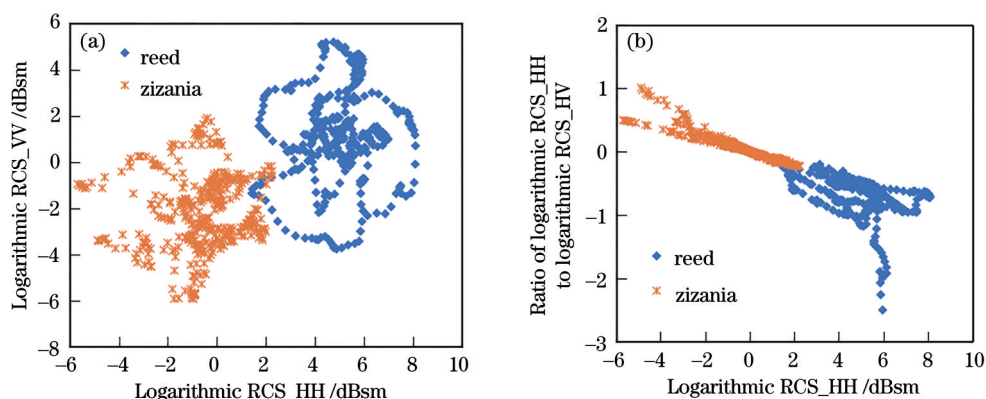 (a)
reed
zizania
6
4
2
0
−2
−4
−6
−8
−6 −4 −2 0 2 4 6 8 10
Logarithmic RCS_VV /dBsm
Logarithmic RCS_HH /dBsm
(b)
reed
zizania
2
1
0
−1
−2
−3
−6 −4 −2 0 2 4 6 8 10
Ratio of logarithmic RCS_HH
to logarithmic RCS_HV
Logarithmic RCS_HH /dBsm